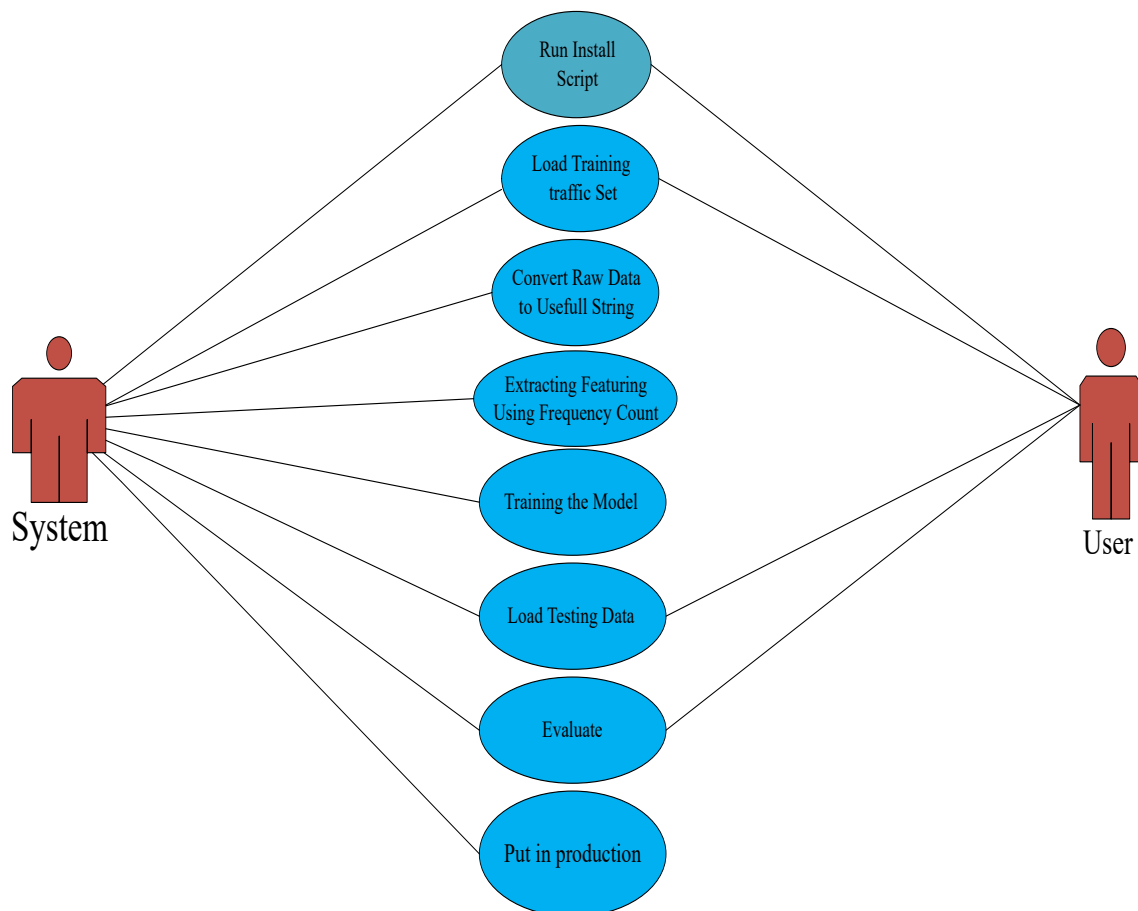 Run Install
Script
Load Training
traffic Set
Convert Raw Data
to Usefull String
Extracting Featuring
Using Frequency Count
Training the Model
Load Testing Data
Evaluate
Put in production
System
User